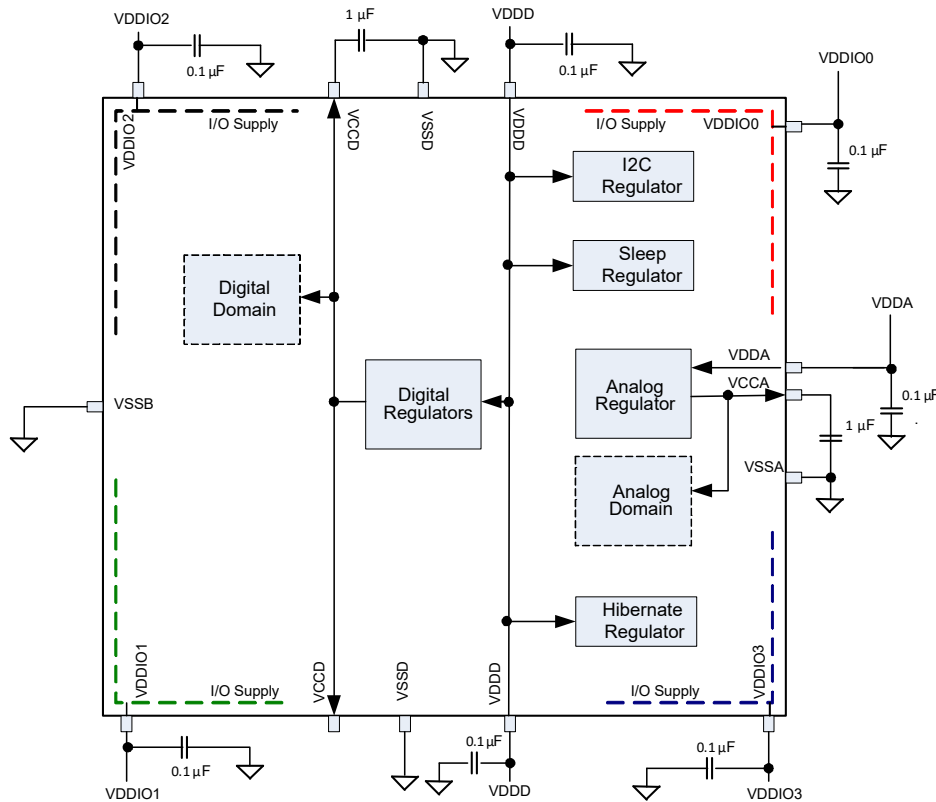 VDDIO2
1 µF
VDDD
0.1 µF
0.1 µF
VDDIO0
0.1 µF
VDDIO2
I/O Supply
VCCD
VSSD
VDDD
I/O Supply
VDDIO0
I2C
Regulator
Sleep
Regulator
Digital
Domain
VDDA
VDDA
VCCA
0.1 µF
.
1 µF
Analog
Regulator
Digital
Regulators
VSSB
VSSA
Analog
Domain
Hibernate
Regulator
VDDIO1
I/O Supply
VCCD
VSSD
VDDD
I/O Supply
VDDIO3
0.1 µF
0.1 µF
0.1 µF
VDDIO1
VDDD
VDDIO3